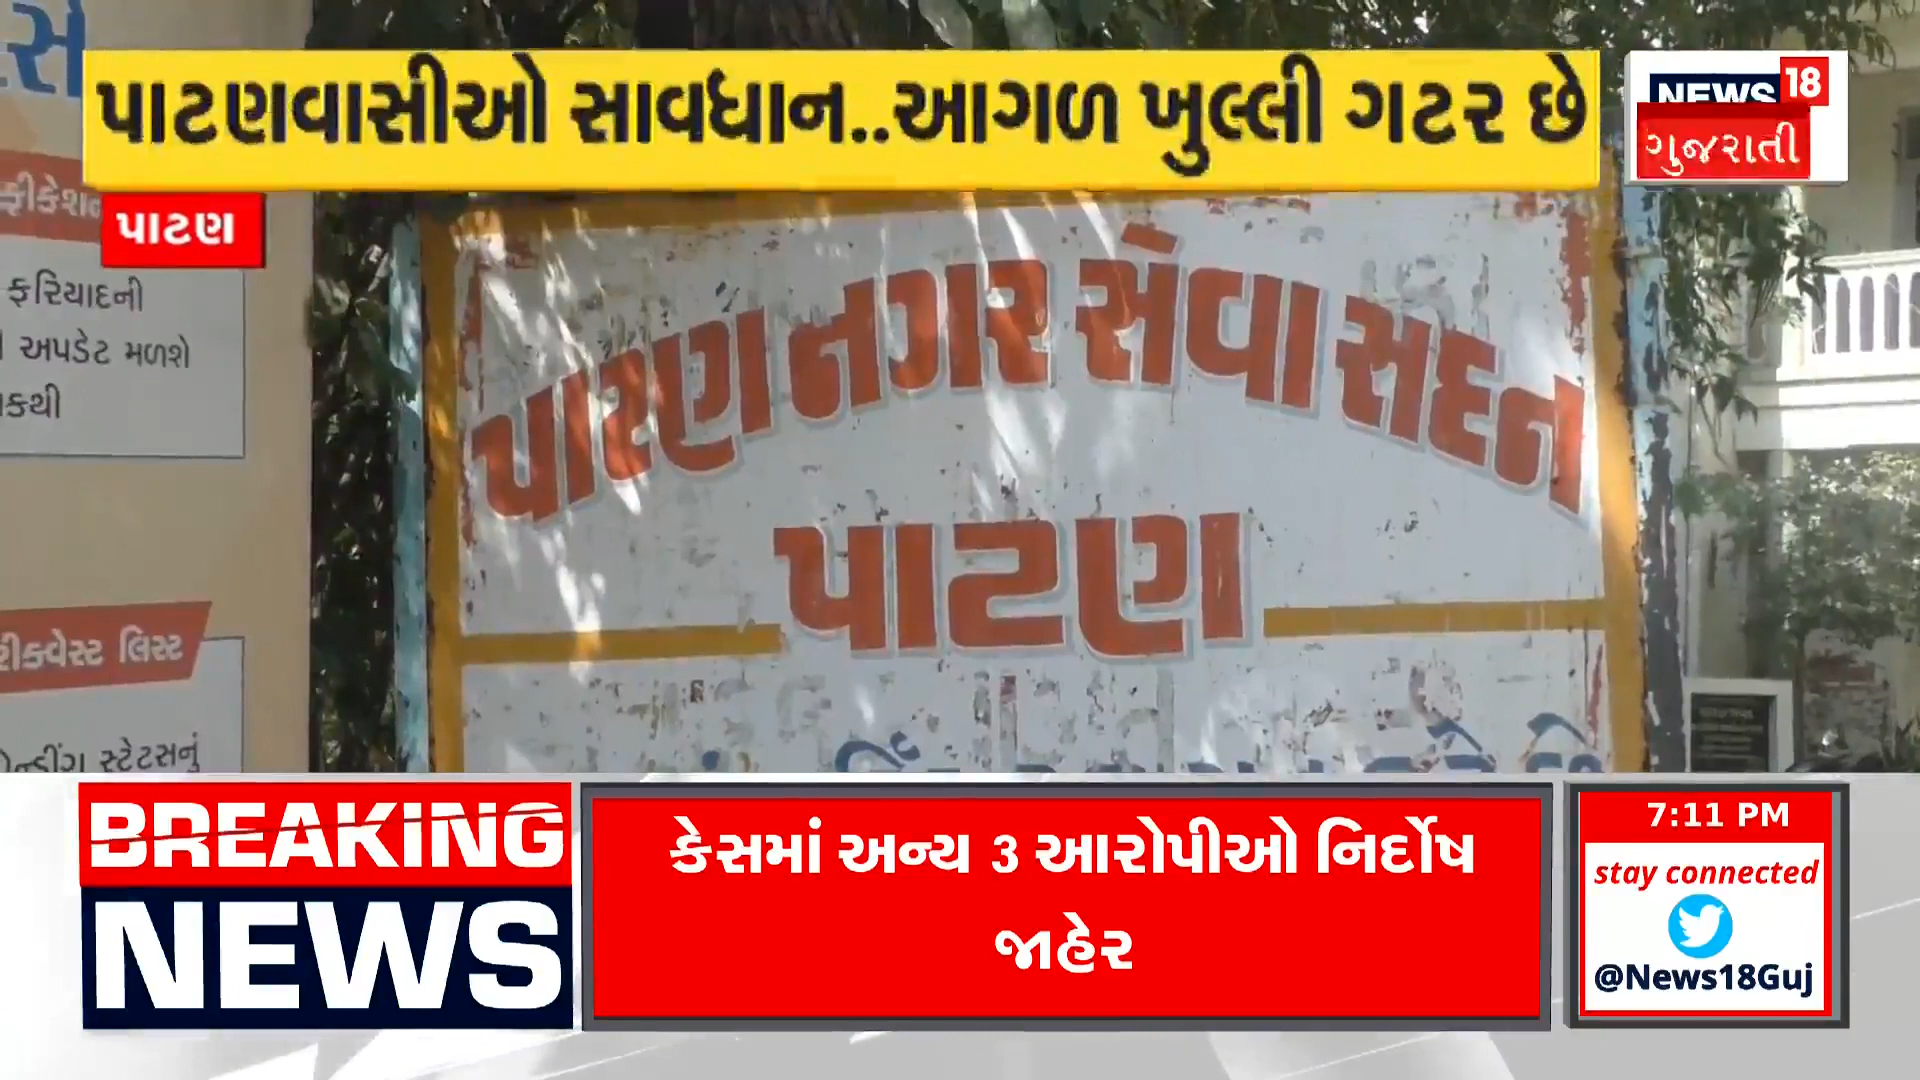 પાટણવાસીઓ સાવધાન..આગળ ખુલ્લી ગટર છે
NEWS 18
ગુજરાતી
પાટણ
ફરિયાદની
અપડેટ મળશે
પાટણ નગર સેવા સદન
પાટણ
લિસ્ટ
સ્ટેટસનું
BREAKING
NEWS
કેસમાં અન્ય 3 આરોપીઓ નિર્દોષ
જાહેર
7:11 PM
stay connected
@News18Guj